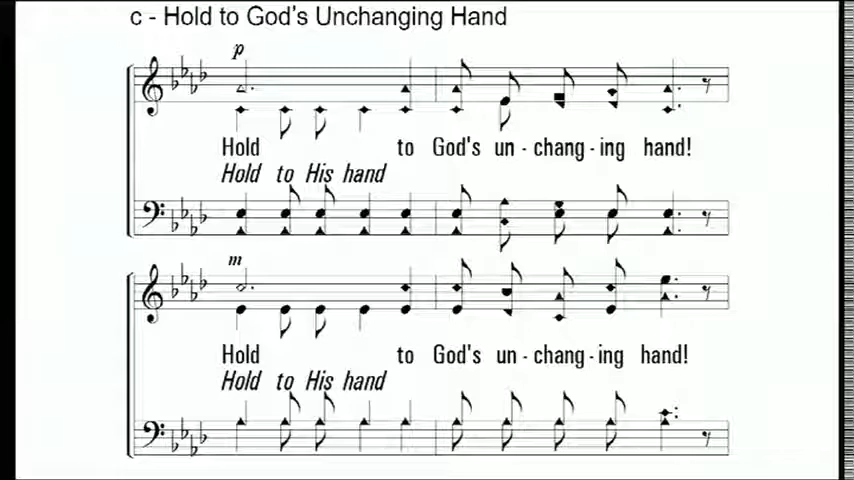 c - Hold to God's Unchanging Hand
p
Hold to God's un - chang - ing hand!
Hold to His hand
m
Hold to God's un - chang - ing hand!
Hold to His hand